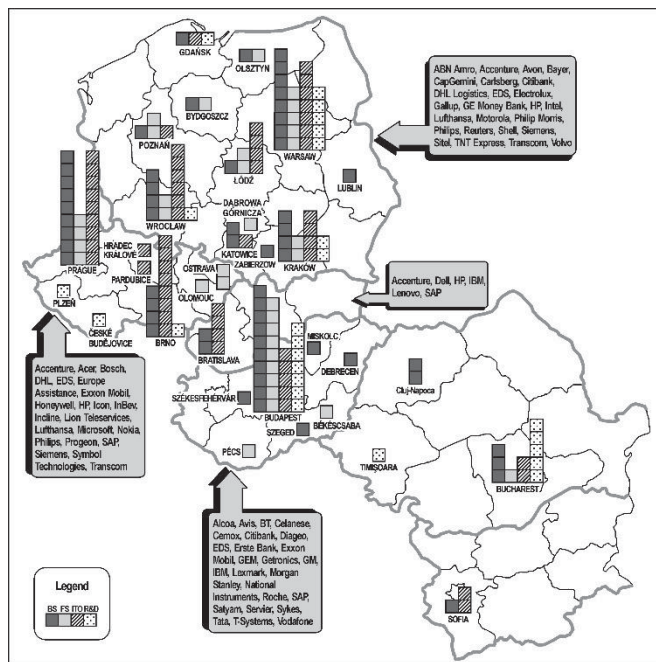 GDAŃSK
OLSZTYN
BYDGOSZCZ
POZNAŃ
WARSAW
ŁÓDŹ
LUBLIN
WROCŁAW
DĄBROWA
GÓRNICZA
KATOWICE
ZABIERZOW
KRAKÓW
PRAGUE
HRADEC
KRALOVÉ
PARDUBICE
OSTRAVA
OLOMOUC
PLZEŇ
ČESKÉ
BUDĚJOVICE
BRNO
BRATISLAVA
MISKOLC
DEBRECEN
SZÉKESFEHÉRVÁR
BUDAPEST
SZEGED
BÉKÉSCSABA
PÉCS
Cluj-Napoca
TIMIŞOARA
BUCHAREST
SOFIA
ABN Amro, Accenture, Avon, Bayer,
CapGemini, Carlsberg, Citibank,
DHL Logistics, EDS, Electrolux,
Gallup, GE Money Bank, HP, Intel,
Lufthansa, Motorola, Philip Morris,
Philips, Reuters, Shell, Siemens,
Sitel, TNT Express, Transcom, Volvo
Accenture, Dell, HP, IBM,
Lenovo, SAP
Accenture, Acer, Bosch,
DHL, EDS, Europe
Assistance, Exxon Mobil,
Honeywell, HP, Icon, InBev,
Incline, Lion Teleservices,
Lufthansa, Microsoft, Nokia,
Philips, Progeon, SAP,
Siemens, Symbol
Technologies, Transcom
Alcoa, Avis, BT, Celanese,
Cemox, Citibank, Diageo,
EDS, Erste Bank, Exxon
Mobil, GEM, Getronics, GM,
IBM, Lexmark, Morgan
Stanley, National
Instruments, Roche, SAP,
Satyam, Servier, Sykes,
Tata, T-Systems, Vodafone
Legend
BS FS ITO R&D